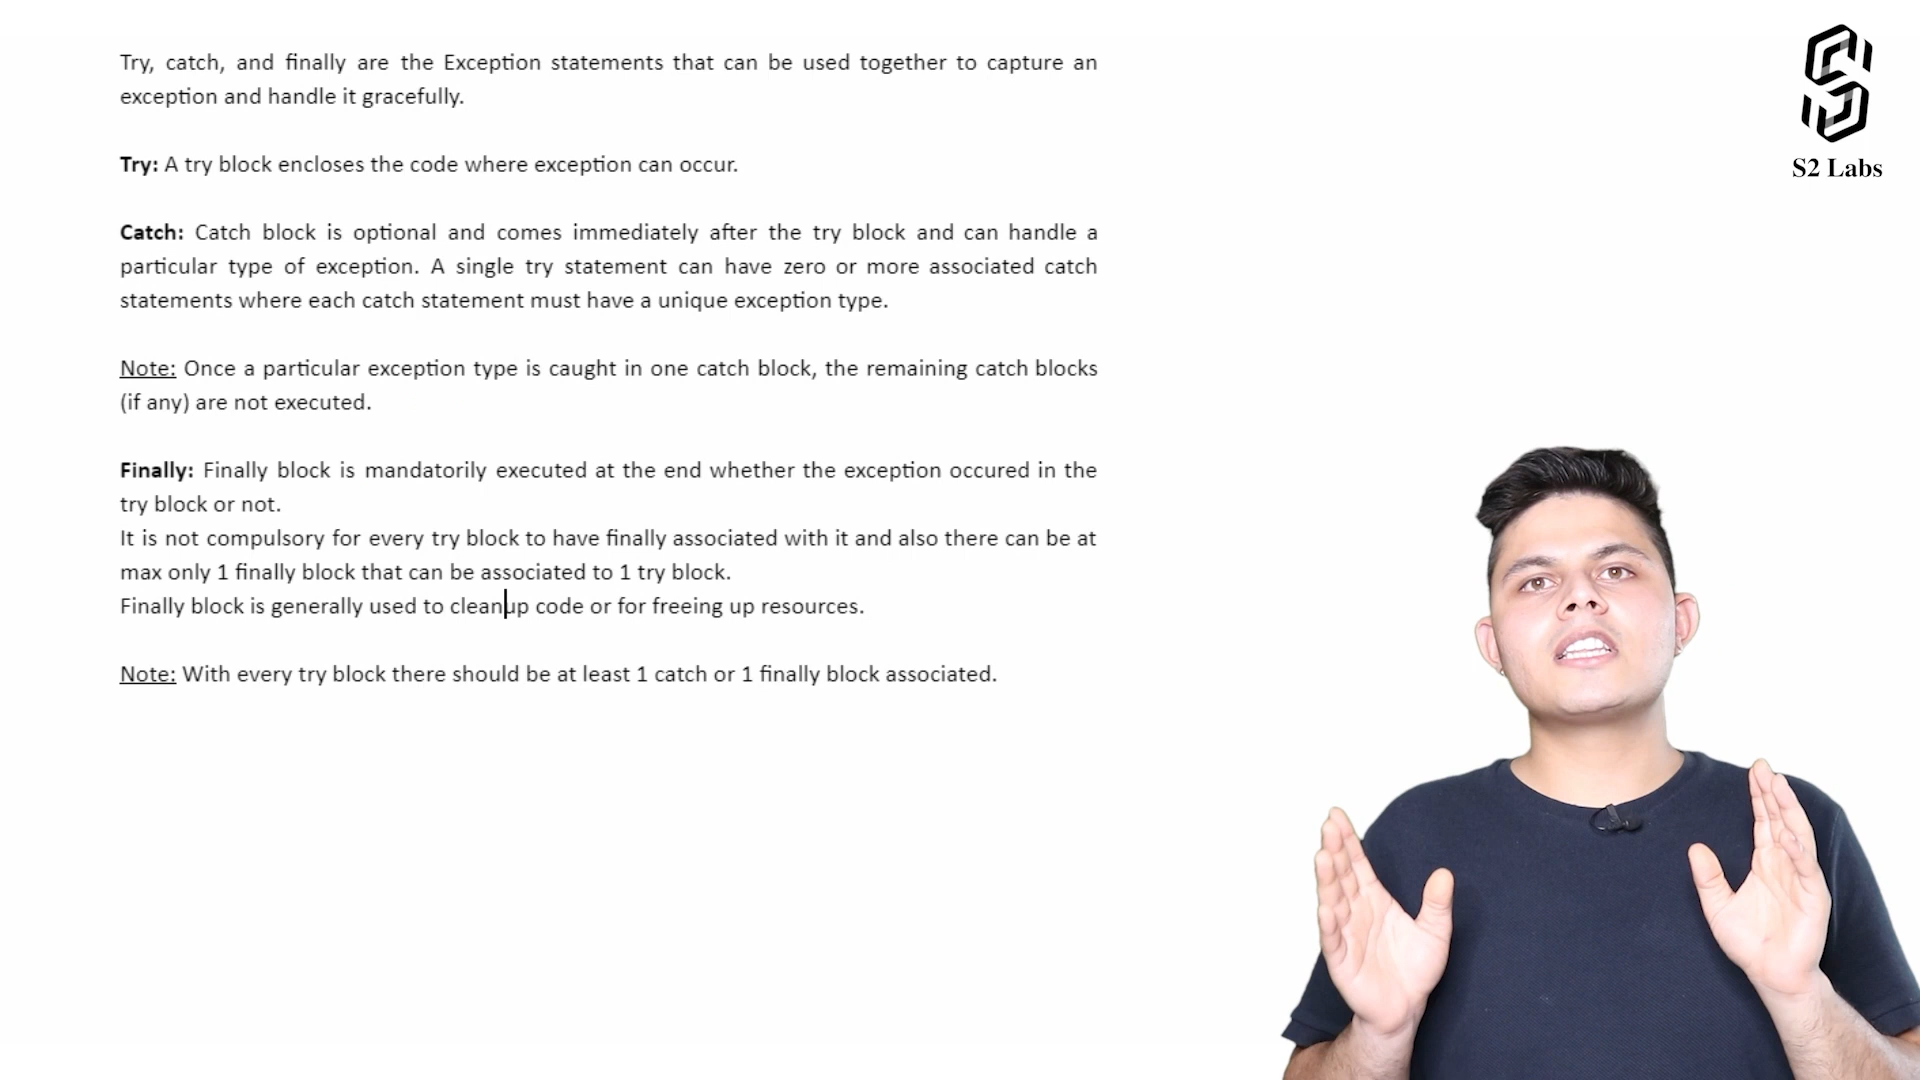 Try, catch, and finally are the Exception statements that can be used together to capture an
exception and handle it gracefully.
Try: A try block encloses the code where exception can occur.
Catch: Catch block is optional and comes immediately after the try block and can handle a
particular type of exception. A single try statement can have zero or more associated catch
statements where each catch statement must have a unique exception type.
Note: Once a particular exception type is caught in one catch block, the remaining catch blocks
(if any) are not executed.
Finally: Finally block is mandatorily executed at the end whether the exception occured in the
try block or not.
It is not compulsory for every try block to have finally associated with it and also there can be at
max only 1 finally block that can be associated to 1 try block.
Finally block is generally used to cleanup code or for freeing up resources.
Note: With every try block there should be at least 1 catch or 1 finally block associated.
S2 Labs